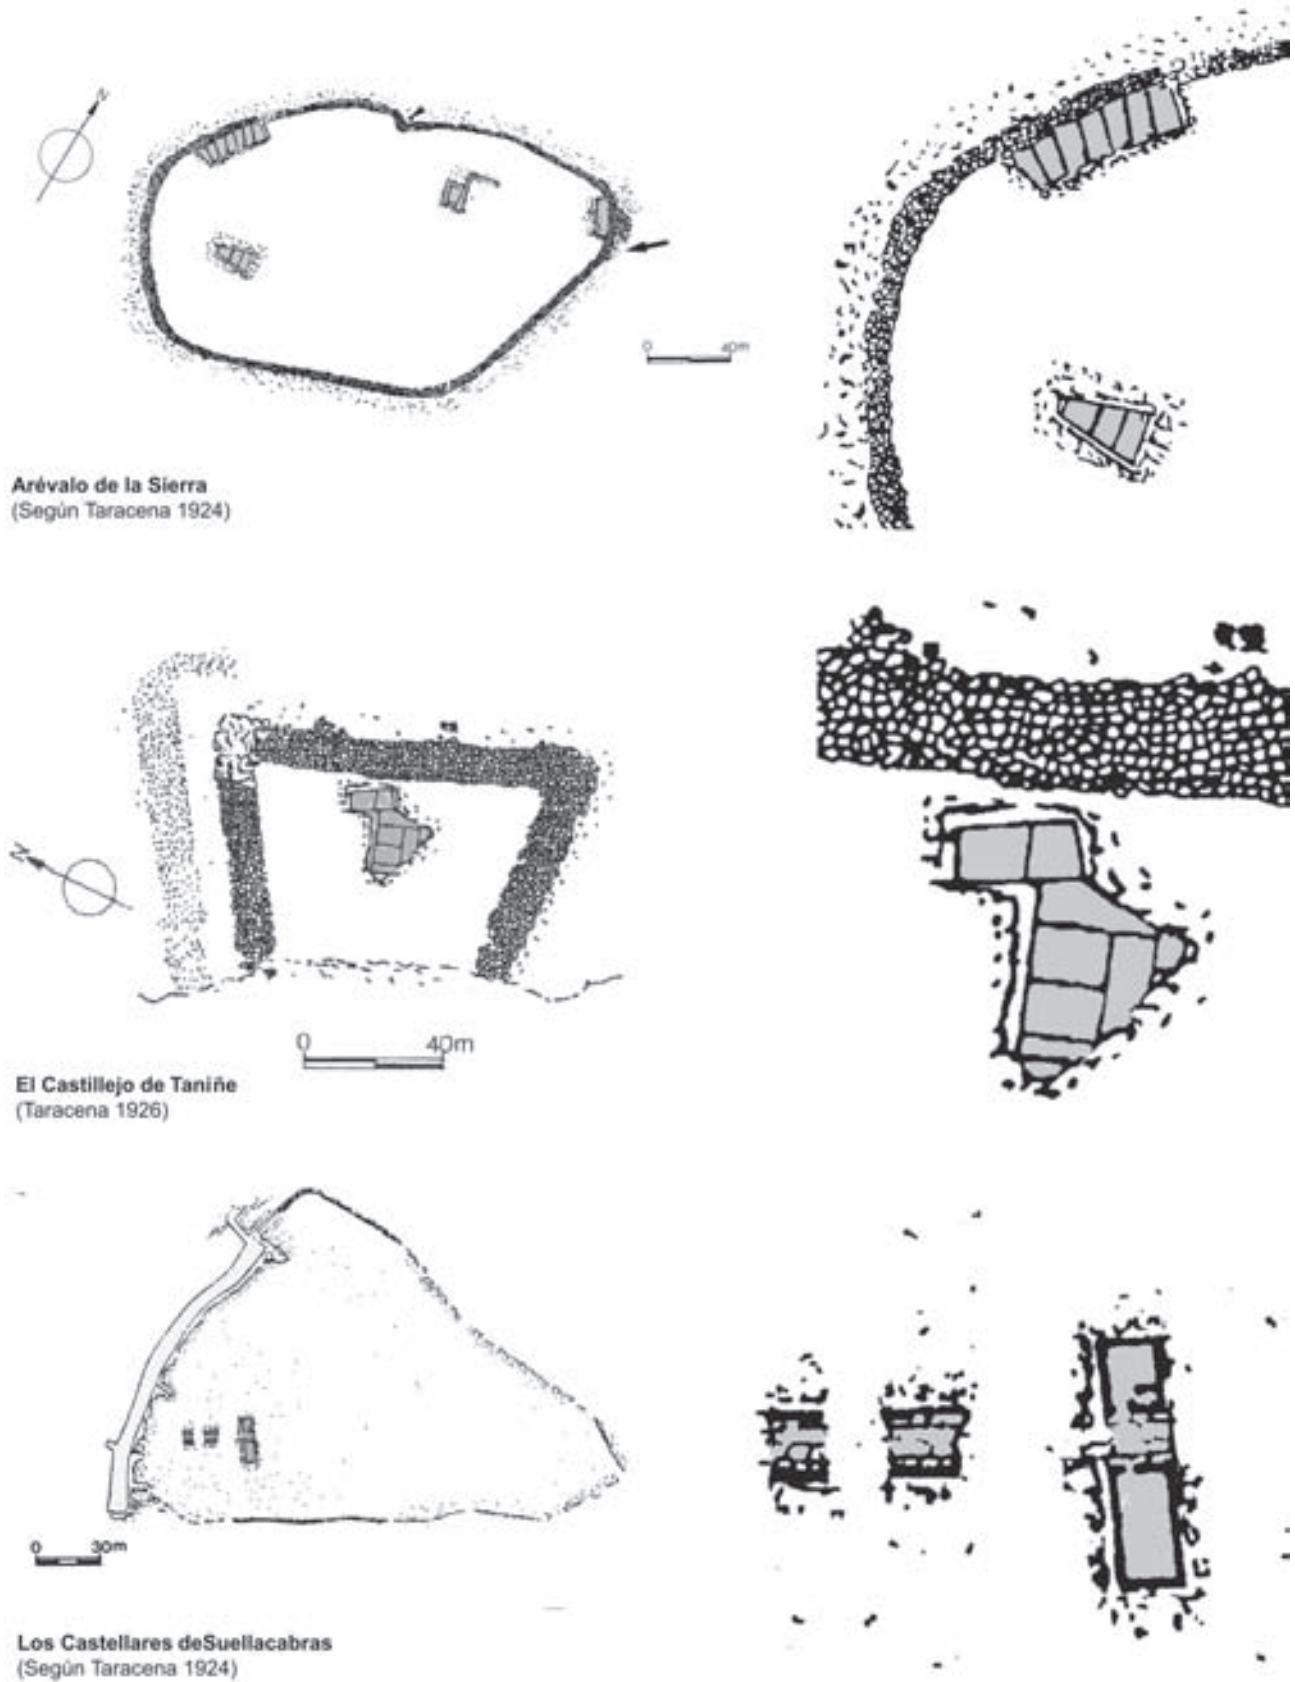 N
0 40m
Arévalo de la Sierra
(Según Taracena 1924)
N
0 40m
El Castillejo de Taniñe
(Taracena 1926)
0 30m
Los Castellares deSuellacabras
(Según Taracena 1924)